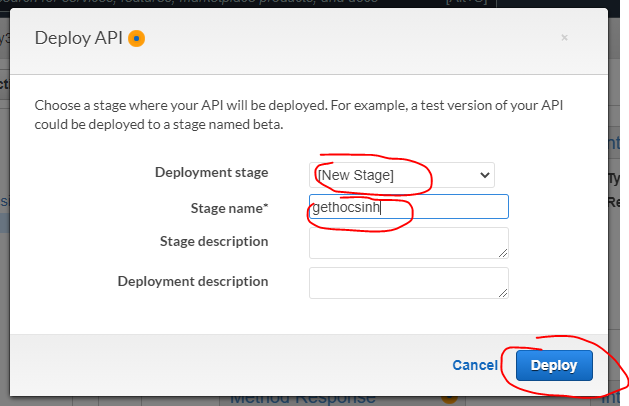 Deploy API
Choose a stage where your API will be deployed. For example, a test version of your API
could be deployed to a stage named beta.
Deployment stage
[New Stage]
Stage name*
gethocsinh
Stage description
Deployment description
Cancel
Deploy
Method Response